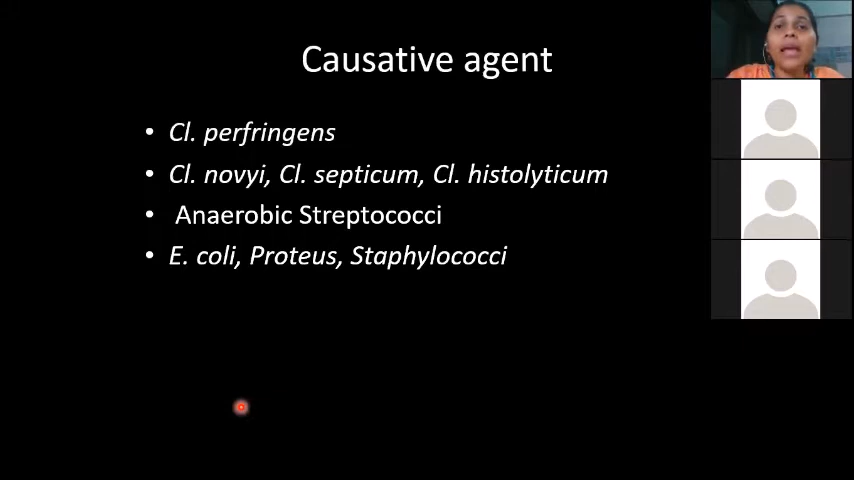 Causative agent
• Cl. perfringens
• Cl. novyi, Cl. septicum, Cl. histolyticum
• Anaerobic Streptococci
• E. coli, Proteus, Staphylococci